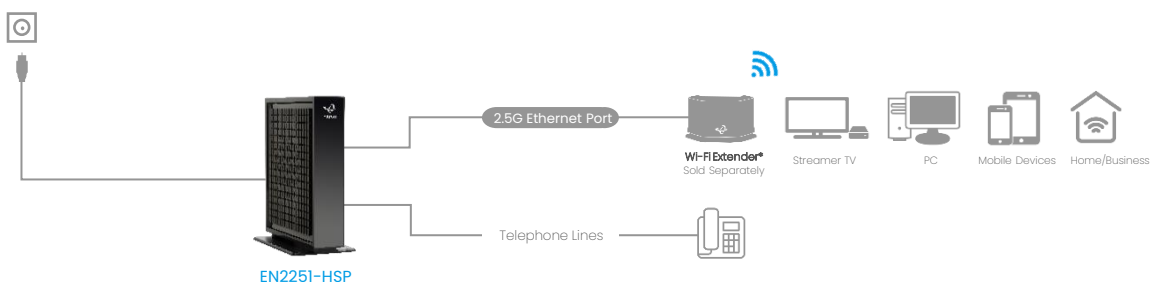 2.5G Ethernet Port
Wi-Fi Extender*
Sold Separately
Streamer TV
PC
Mobile Devices
Home/Business
Telephone Lines
EN2251-HSP